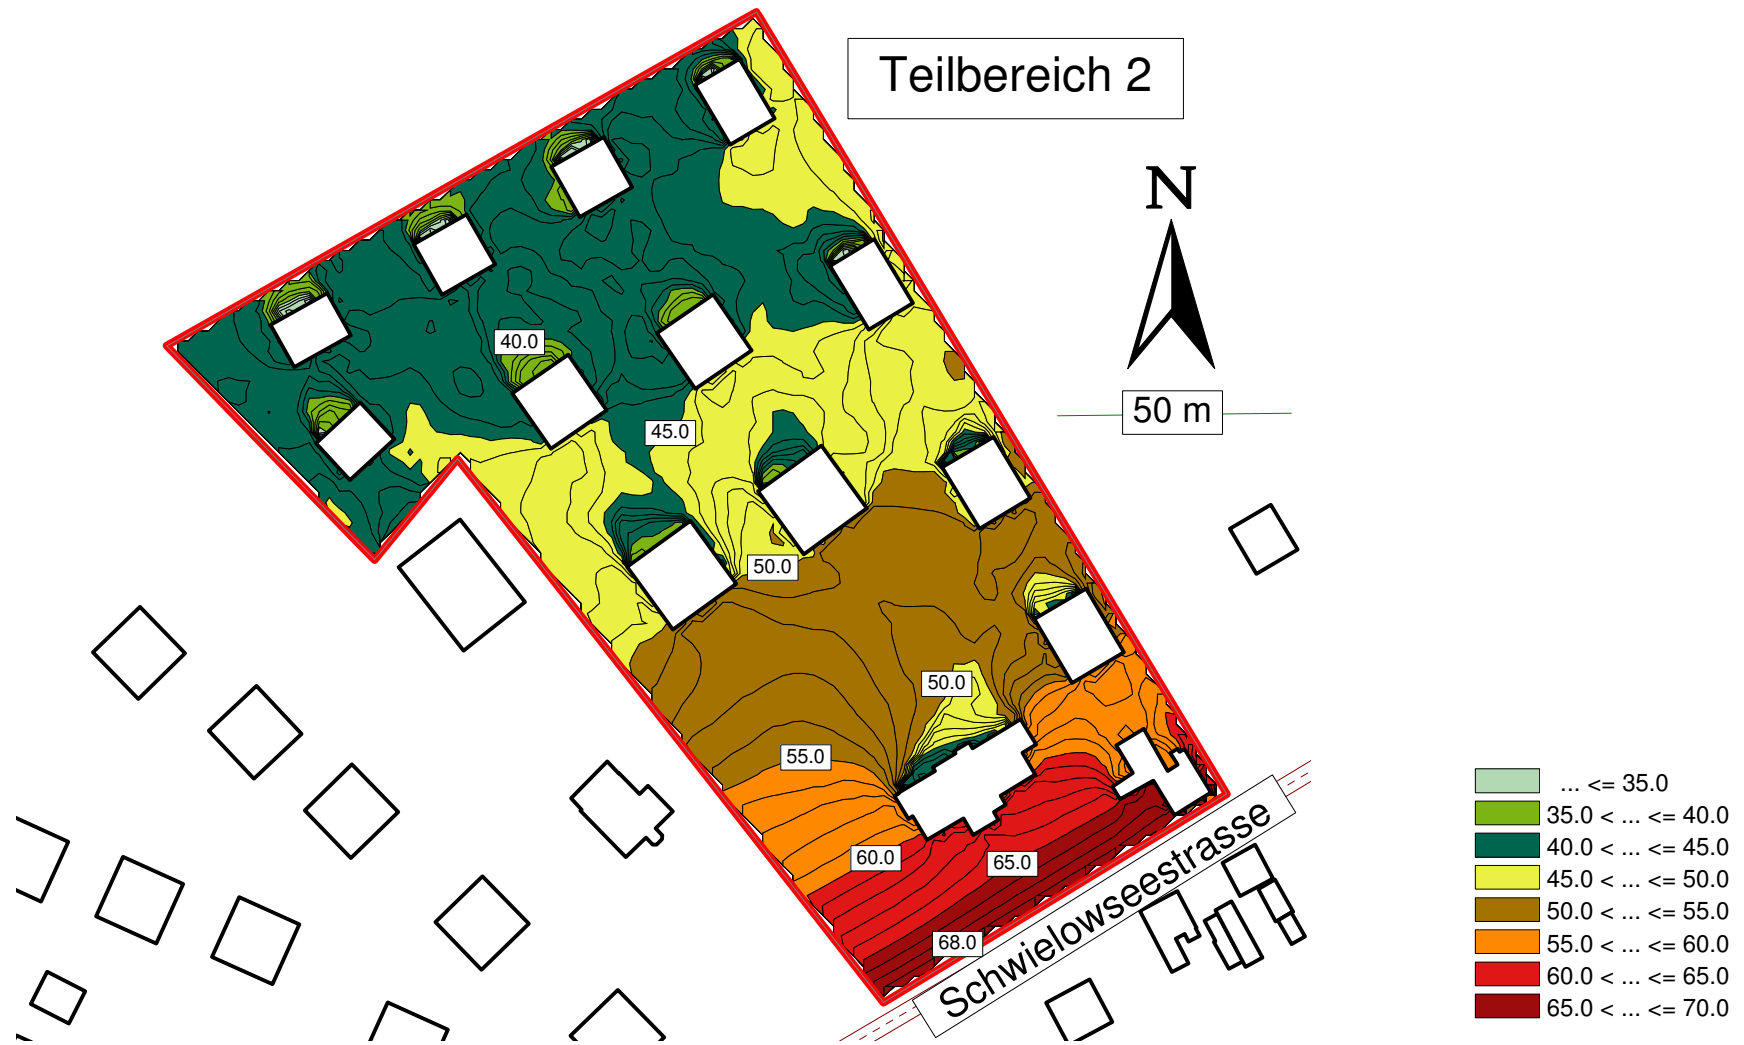 Teilbereich 2
N
50 m
40.0
45.0
50.0
50.0
55.0
60.0
65.0
68.0
Schwielowseestrasse
... <= 35.0
35.0 < ... <= 40.0
40.0 < ... <= 45.0
45.0 < ... <= 50.0
50.0 < ... <= 55.0
55.0 < ... <= 60.0
60.0 < ... <= 65.0
65.0 < ... <= 70.0